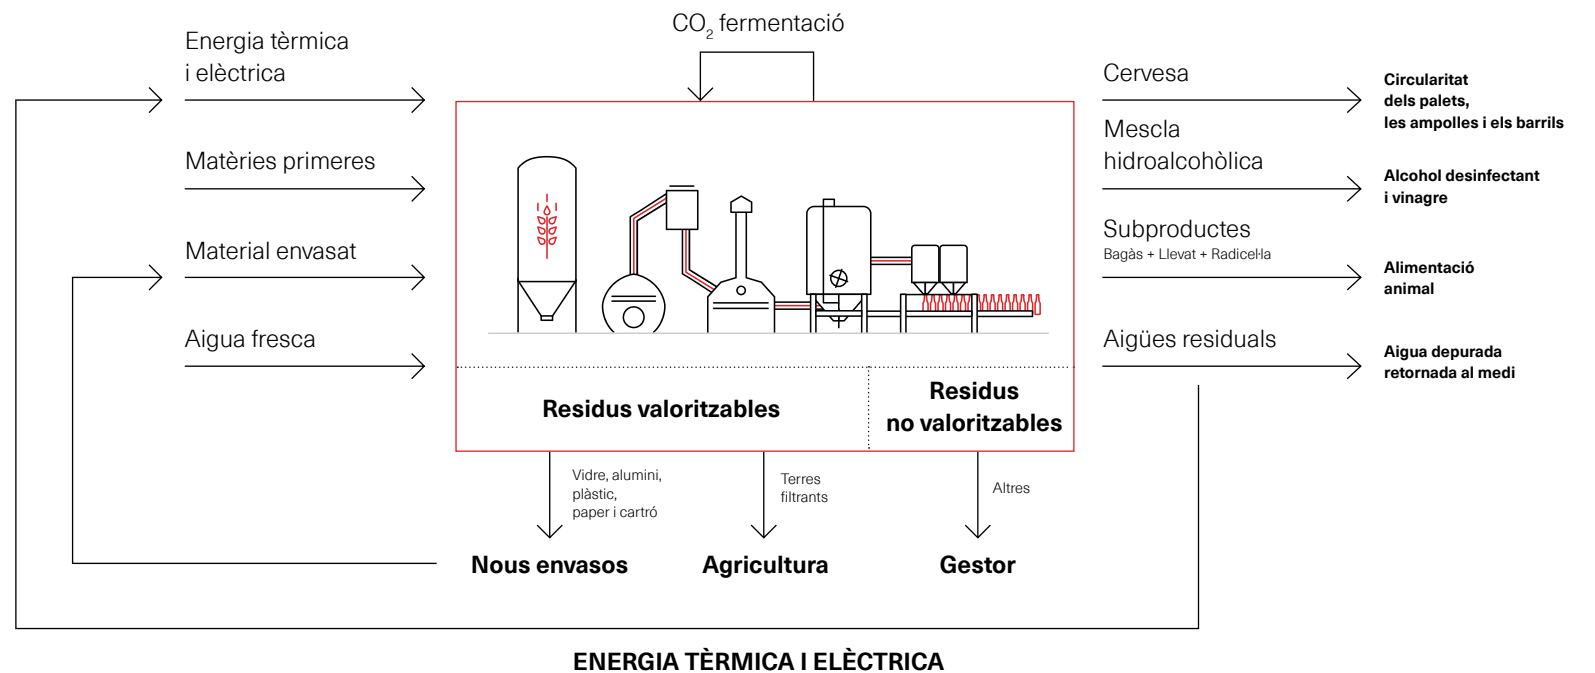 CO₂ fermentació
Energia tèrmica
i elèctrica
Matèries primeres
Material envasat
Aigua fresca
Cervesa
Mescla
hidroalcohòlica
Subproductes
Bagàs + Llevat + Radicel·la
Aigües residuals
Circularitat
dels palets,
les ampolles i els barrils
Alcohol desinfectant
i vinagre
Alimentació
animal
Aigua depurada
retornada al medi
Residus valoritzables
Residus
no valoritzables
Vidre, alumini,
plàstic,
paper i cartró
Terres
filtrants
Altres
Nous envasos
Agricultura
Gestor
ENERGIA TÈRMICA I ELÈCTRICA